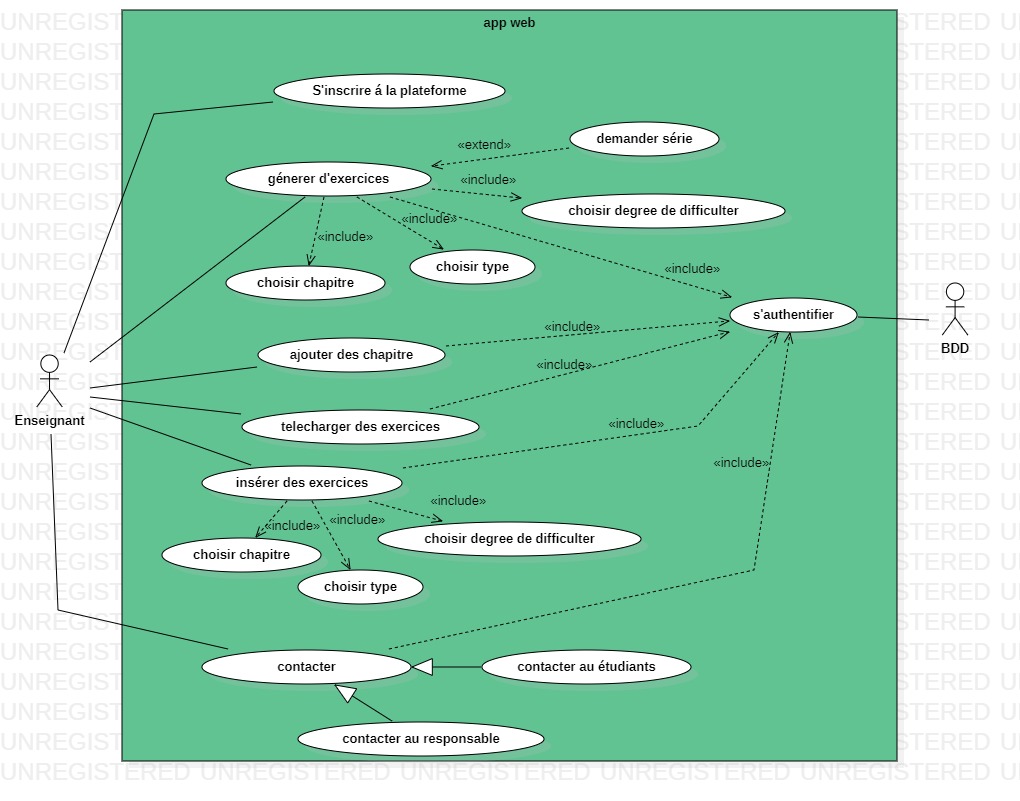 app web
S'inscrire á la plateforme
demander série
«extend»
génerer d'exercices
«include»
choisir degree de difficulter
«include»
«include»
choisir type
«include»
choisir chapitre
s'authentifier
BDD
«include»
ajouter des chapitre
«include»
Enseignant
telecharger des exercices
«include»
«include»
insérer des exercices
«include»
«include»
«include»
choisir degree de difficulter
choisir chapitre
choisir type
contacter
contacter au étudiants
contacter au responsable
UNREGISTERED UNREGISTERED UNREGISTERED UNREGISTERED UNREGISTERED